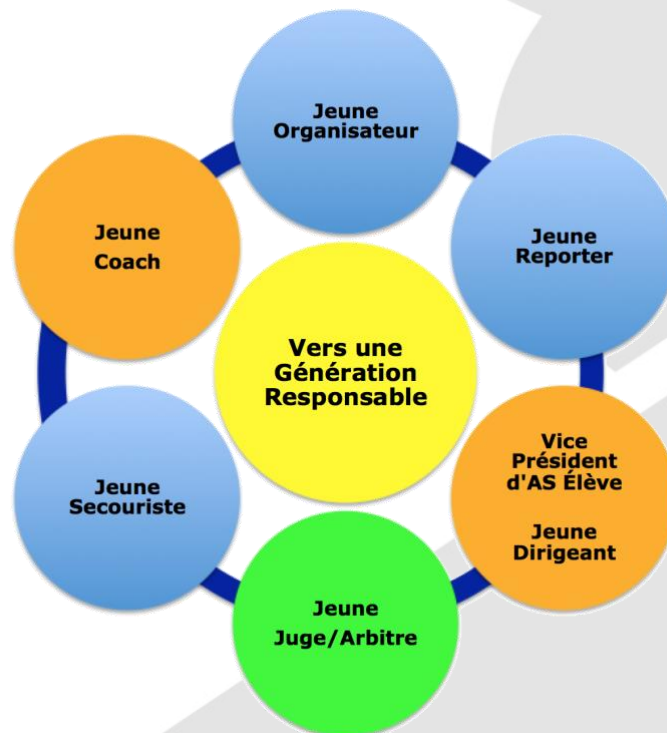 Jeune
Organisateur
Jeune
Coach
Jeune
Reporter
Vers une
Génération
Responsable
Jeune
Secouriste
Vice
Président
d'AS Élève
Jeune
Dirigeant
Jeune
Juge/Arbitre